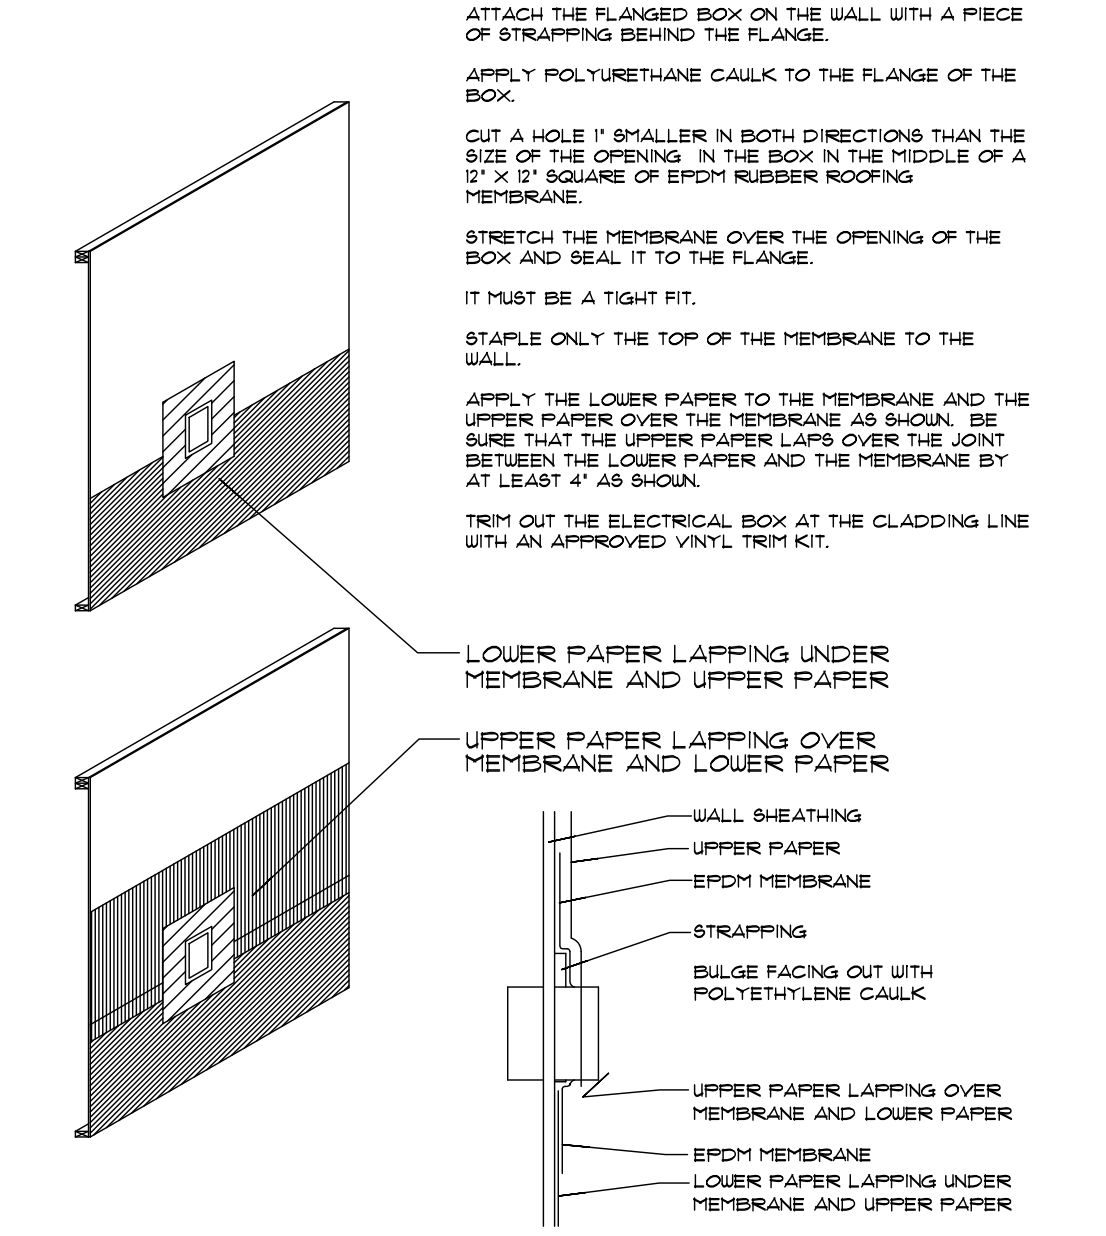 ATTACH THE FLANGED BOX ON THE WALL WITH A PIECE
OF STRAPPING BEHIND THE FLANGE.
APPLY POLYURETHANE CAULK TO THE FLANGE OF THE
BOX.
CUT A HOLE 1" SMALLER IN BOTH DIRECTIONS THAN THE
SIZE OF THE OPENING IN THE BOX IN THE MIDDLE OF A
12" X 12" SQUARE OF EPDM RUBBER ROOFING
MEMBRANE.
STRETCH THE MEMBRANE OVER THE OPENING OF THE
BOX AND SEAL IT TO THE FLANGE.
IT MUST BE A TIGHT FIT.
STAPLE ONLY THE TOP OF THE MEMBRANE TO THE
WALL.
APPLY THE LOWER PAPER TO THE MEMBRANE AND THE
UPPER PAPER OVER THE MEMBRANE AS SHOWN. BE
SURE THAT THE UPPER PAPER LAPS OVER THE JOINT
BETWEEN THE LOWER PAPER AND THE MEMBRANE BY
AT LEAST 4" AS SHOWN.
TRIM OUT THE ELECTRICAL BOX AT THE CLADDING LINE
WITH AN APPROVED VINYL TRIM KIT.
LOWER PAPER LAPPING UNDER
MEMBRANE AND UPPER PAPER
UPPER PAPER LAPPING OVER
MEMBRANE AND LOWER PAPER
WALL SHEATHING
UPPER PAPER
EPDM MEMBRANE
STRAPPING
BULGE FACING OUT WITH
POLYETHYLENE CAULK
UPPER PAPER LAPPING OVER
MEMBRANE AND LOWER PAPER
EPDM MEMBRANE
LOWER PAPER LAPPING UNDER
MEMBRANE AND UPPER PAPER